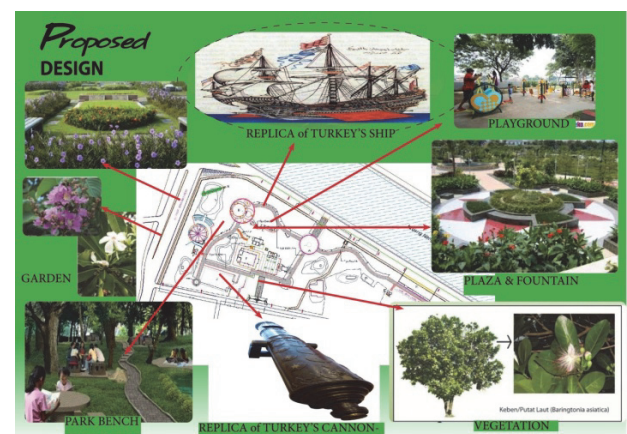 Proposed
DESIGN
REPLICA of TURKEY'S SHIP
PLAYGROUND
GARDEN
PLAZA & FOUNTAIN
PARK BENCH
REPLICA of TURKEY'S CANNON-
Keben/Putat Laut (Baringtonia asiatica)
VEGETATION